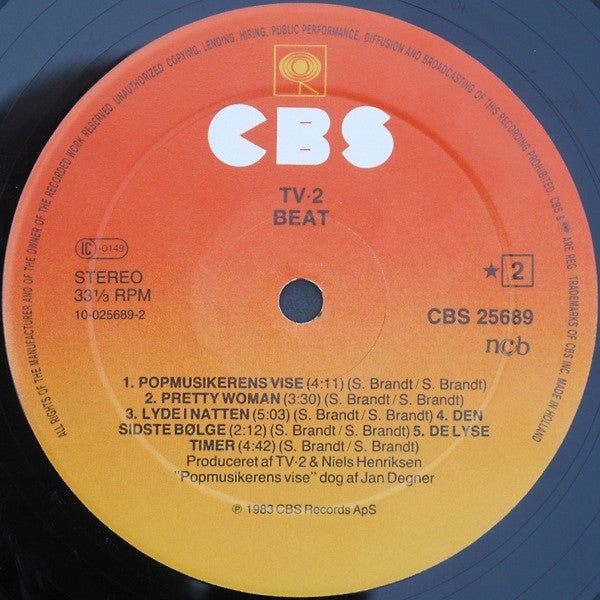 ALL RIGHTS OF THE MANUFACTURER AND OF THE OWNER OF THE RECORDED WORK RESERVED. UNAUTHORIZED COPYING, LENDING, HIRING, PUBLIC PERFORMANCE, DIFFUSION AND BROADCASTING OF THIS RECORDING PROHIBITED. CBS & ARE REG. TRADEMARKS OF CBS INC. MADE IN HOLLAND
CBS
TV·2
BEAT
IC -0149
STEREO
33⅓ RPM
10-025689-2
★ 2
CBS 25689
ncb
1. POPMUSIKERENS VISE (4:11) (S. Brandt/S. Brandt)
2. PRETTY WOMAN (3:30) (S. Brandt/S. Brandt)
3. LYDE I NATTEN (5:03) (S. Brandt/S. Brandt) 4. DEN
SIDSTE BØLGE (2:12) (S. Brandt/S. Brandt) 5. DE LYSE
TIMER (4:42) (S. Brandt/S. Brandt)
Produceret af TV·2 & Niels Henriksen
"Popmusikerens vise" dog af Jan Degner
℗ 1983 CBS Records ApS